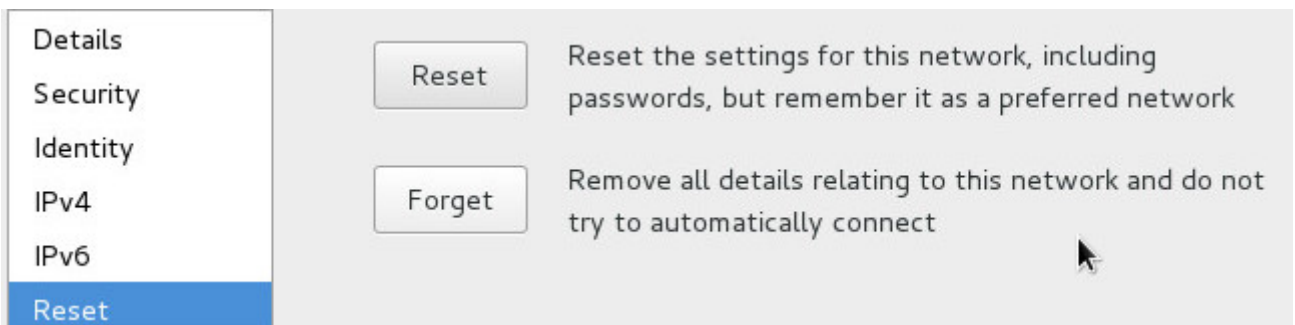 Details
Security
Identity
IPv4
IPv6
Reset
Reset
Reset the settings for this network, including
passwords, but remember it as a preferred network
Forget
Remove all details relating to this network and do not
try to automatically connect